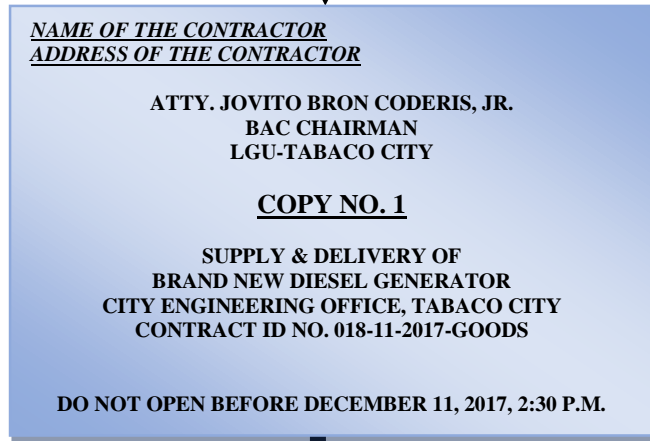 NAME OF THE CONTRACTOR
ADDRESS OF THE CONTRACTOR
ATTY. JOVITO BRON CODERIS, JR.
BAC CHAIRMAN
LGU-TABACO CITY
COPY NO. 1
SUPPLY & DELIVERY OF
BRAND NEW DIESEL GENERATOR
CITY ENGINEERING OFFICE, TABACO CITY
CONTRACT ID NO. 018-11-2017-GOODS
DO NOT OPEN BEFORE DECEMBER 11, 2017, 2:30 P.M.